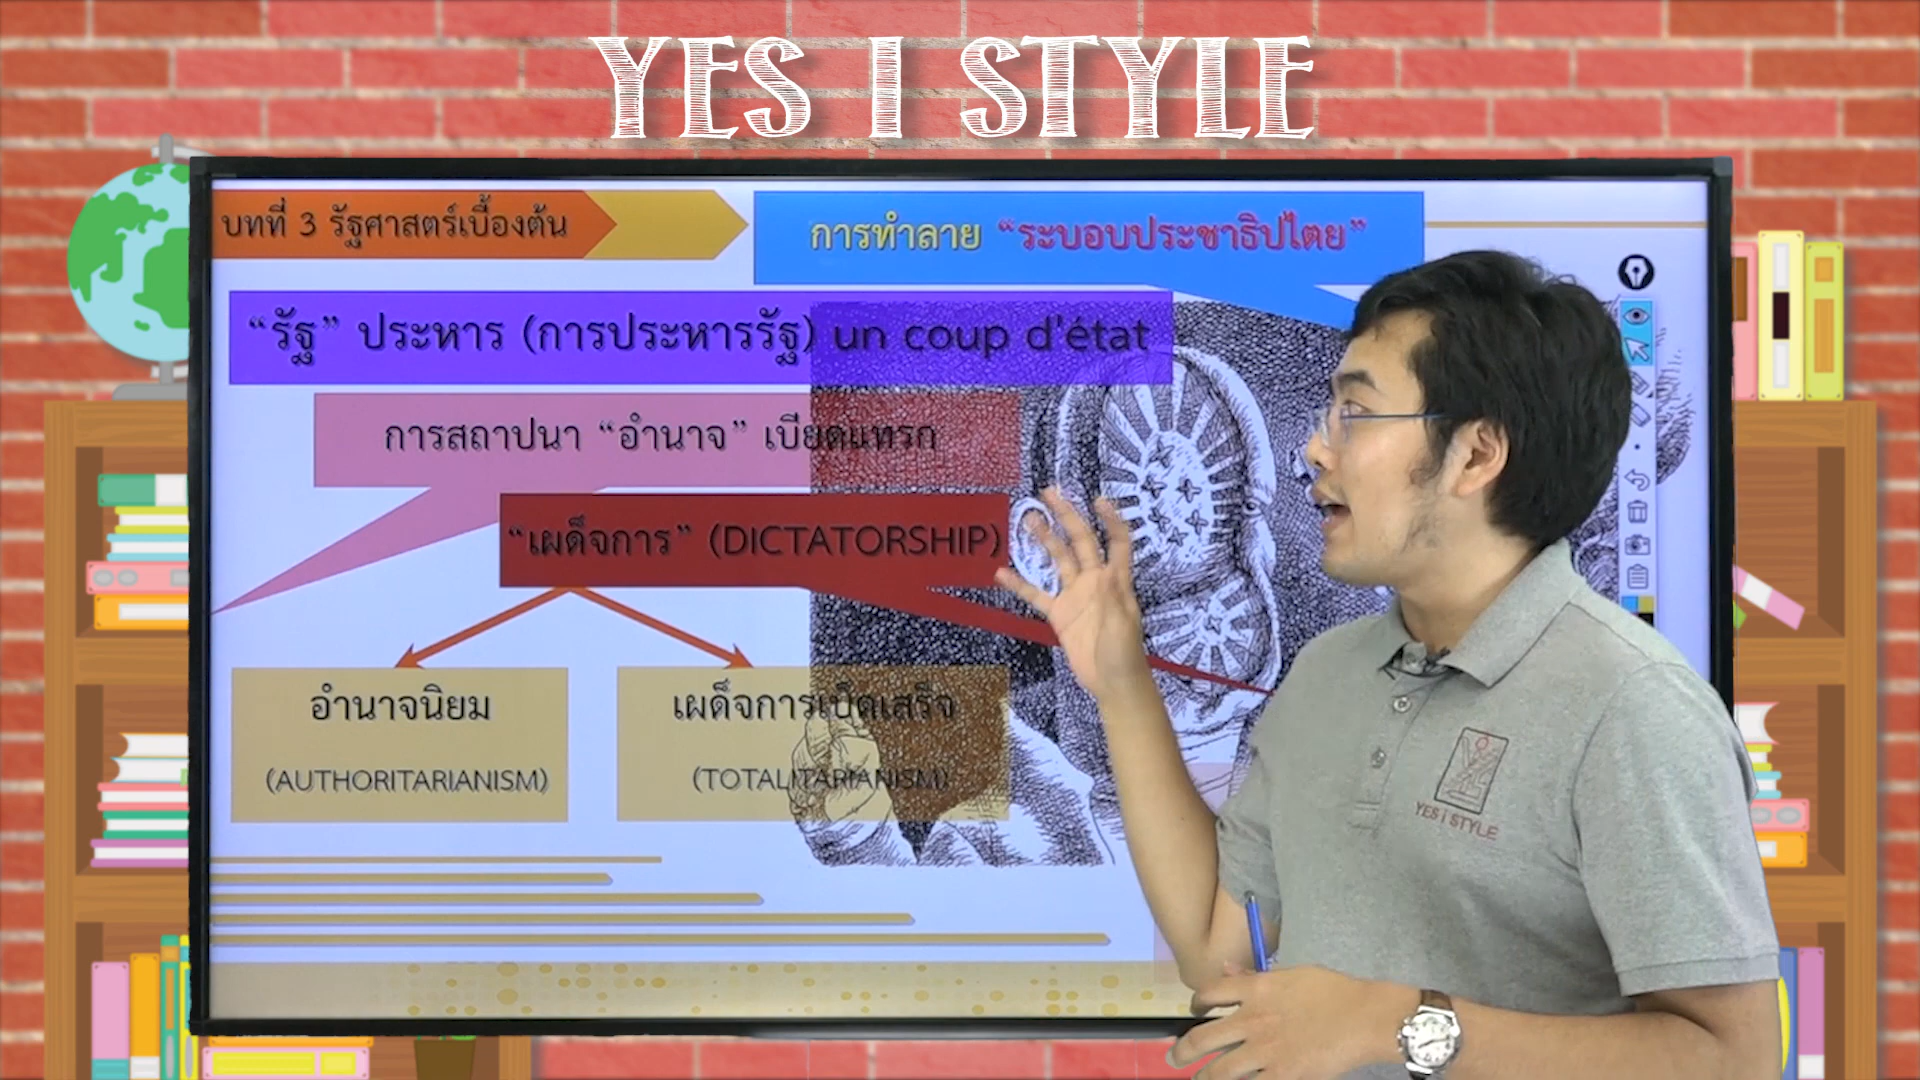 YES I STYLE
บทที่ 3 รัฐศาสตร์เบื้องต้น
การทำลาย “ระบอบประชาธิปไตย”
“รัฐ” ประหาร (การประหารรัฐ) un coup d'état
การสถาปนา “อำนาจ” เบียดแทรก
“เผด็จการ” (DICTATORSHIP)
อำนาจนิยม
(AUTHORITARIANISM)
เผด็จการเบ็ดเสร็จ
(TOTALITARIANISM)
YES i STYLE